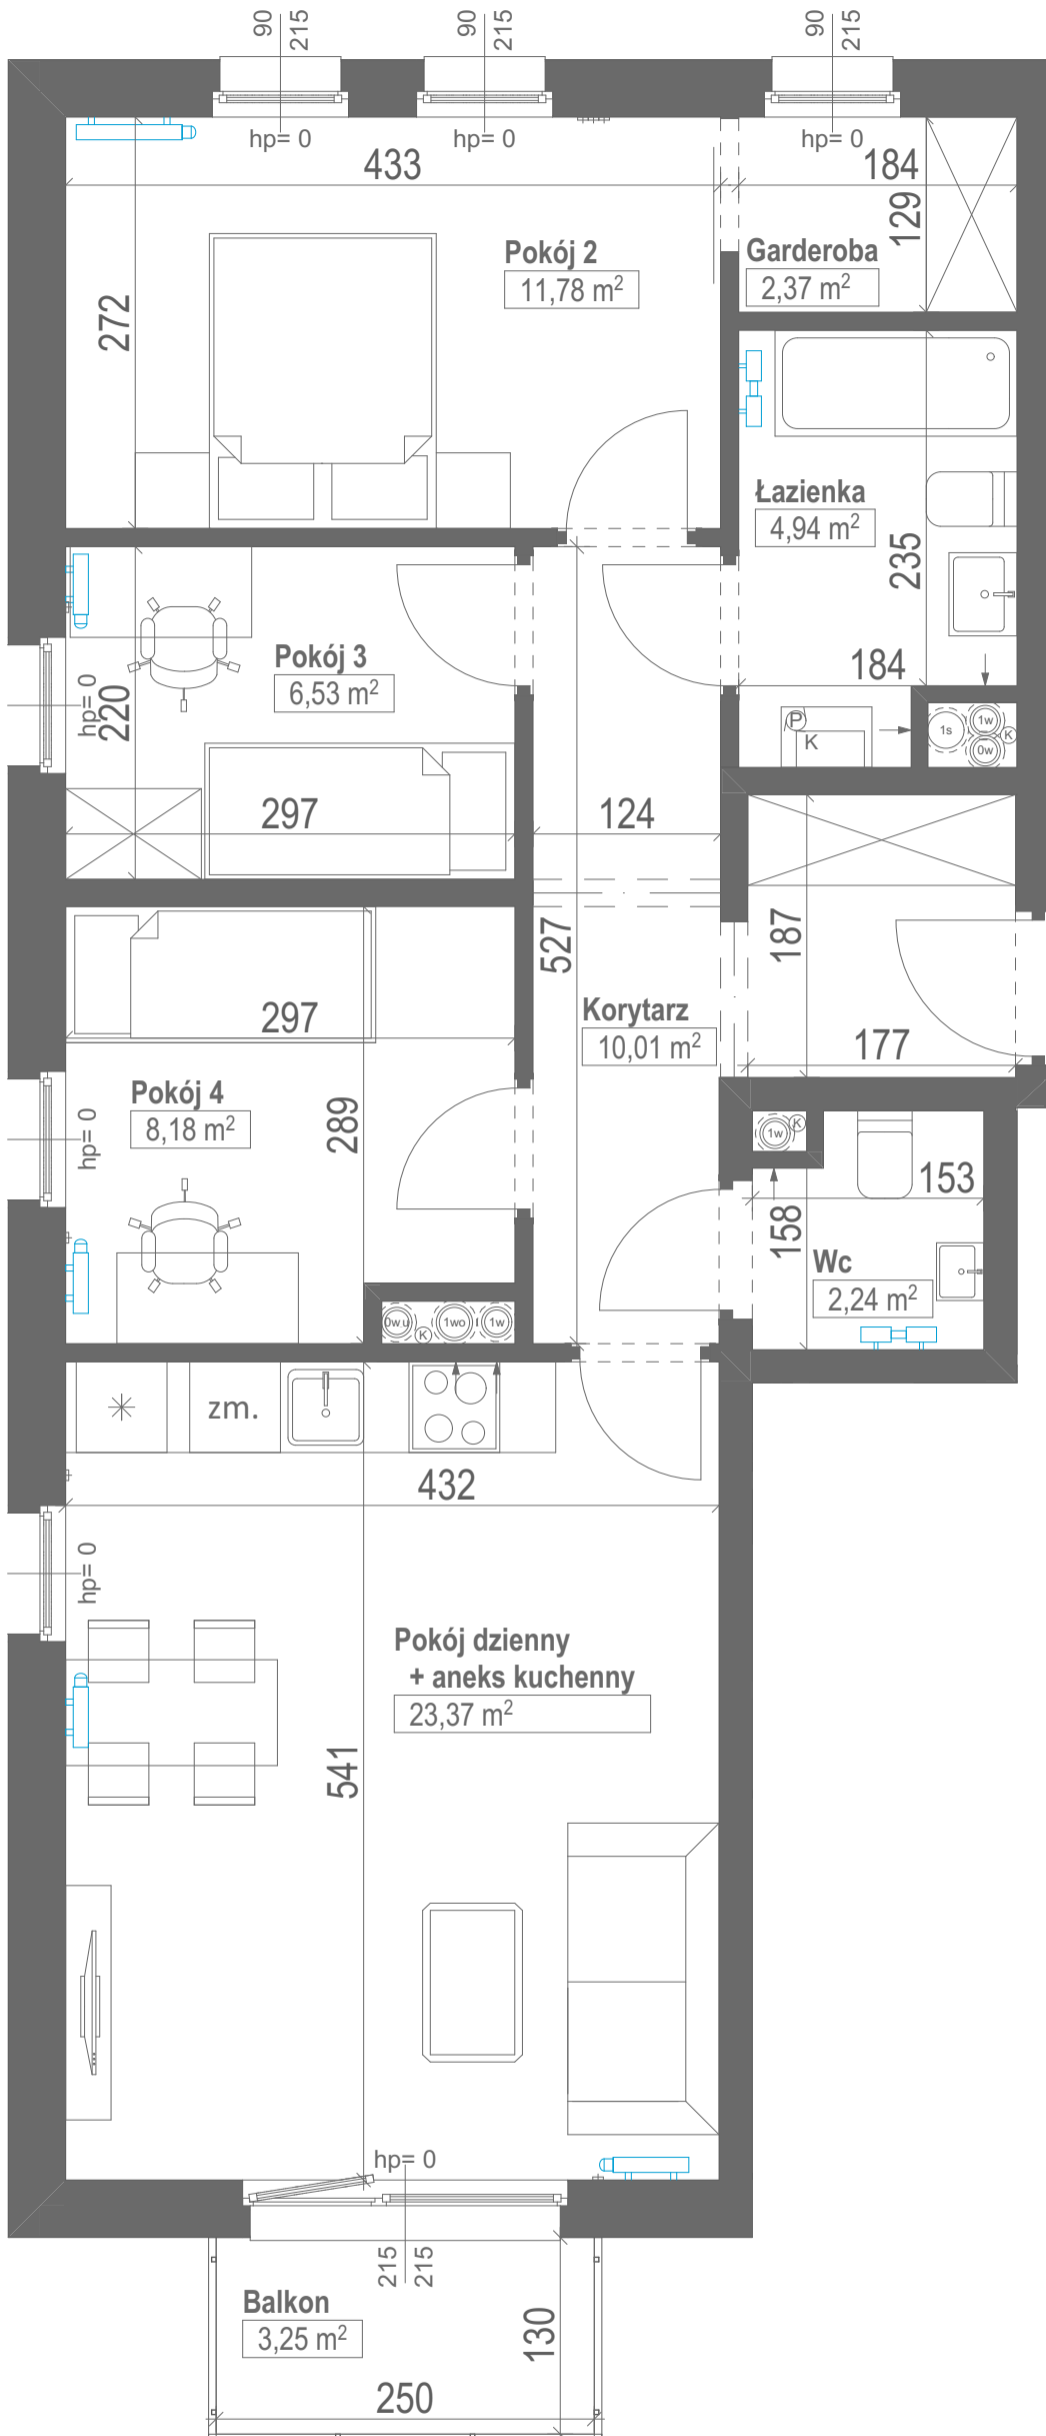 90
215
90
215
90
215
hp= 0
hp= 0
hp= 0
433
184
129
Pokój 2
11,78 m²
Garderoba
2,37 m²
272
Łazienka
4,94 m²
235
184
Pokój 3
6,53 m²
hp= 0
220
P
K
1s
1w
0w
K
297
124
187
527
297
Korytarz
10,01 m²
177
Pokój 4
8,18 m²
hp= 0
289
1w
K
153
158
Wc
2,24 m²
0wu
K
1wo
1w
zm.
432
hp= 0
Pokój dzienny
+ aneks kuchenny
23,37 m²
541
hp= 0
215
215
Balkon
3,25 m²
130
250